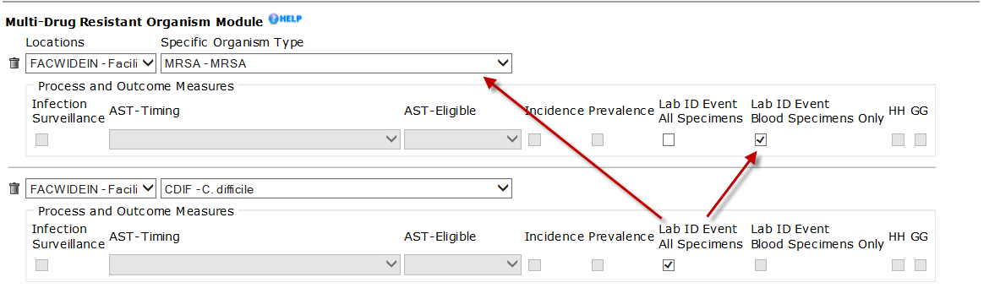 Multi-Drug Resistant Organism Module ? HELP
Locations Specific Organism Type
FACWIDEIN - Facili MRSA - MRSA
Process and Outcome Measures
Infection Surveillance AST-Timing AST-Eligible Incidence Prevalence Lab ID Event All Specimens Lab ID Event Blood Specimens Only HH GG
FACWIDEIN - Facili CDIF - C. difficile
Process and Outcome Measures
Infection Surveillance AST-Timing AST-Eligible Incidence Prevalence Lab ID Event All Specimens Lab ID Event Blood Specimens Only HH GG